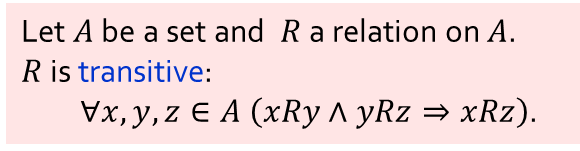 Let A be a set and R a relation on A.
R is transitive:
∀x, y, z ∈ A (xRy ∧ yRz ⇒ xRz).